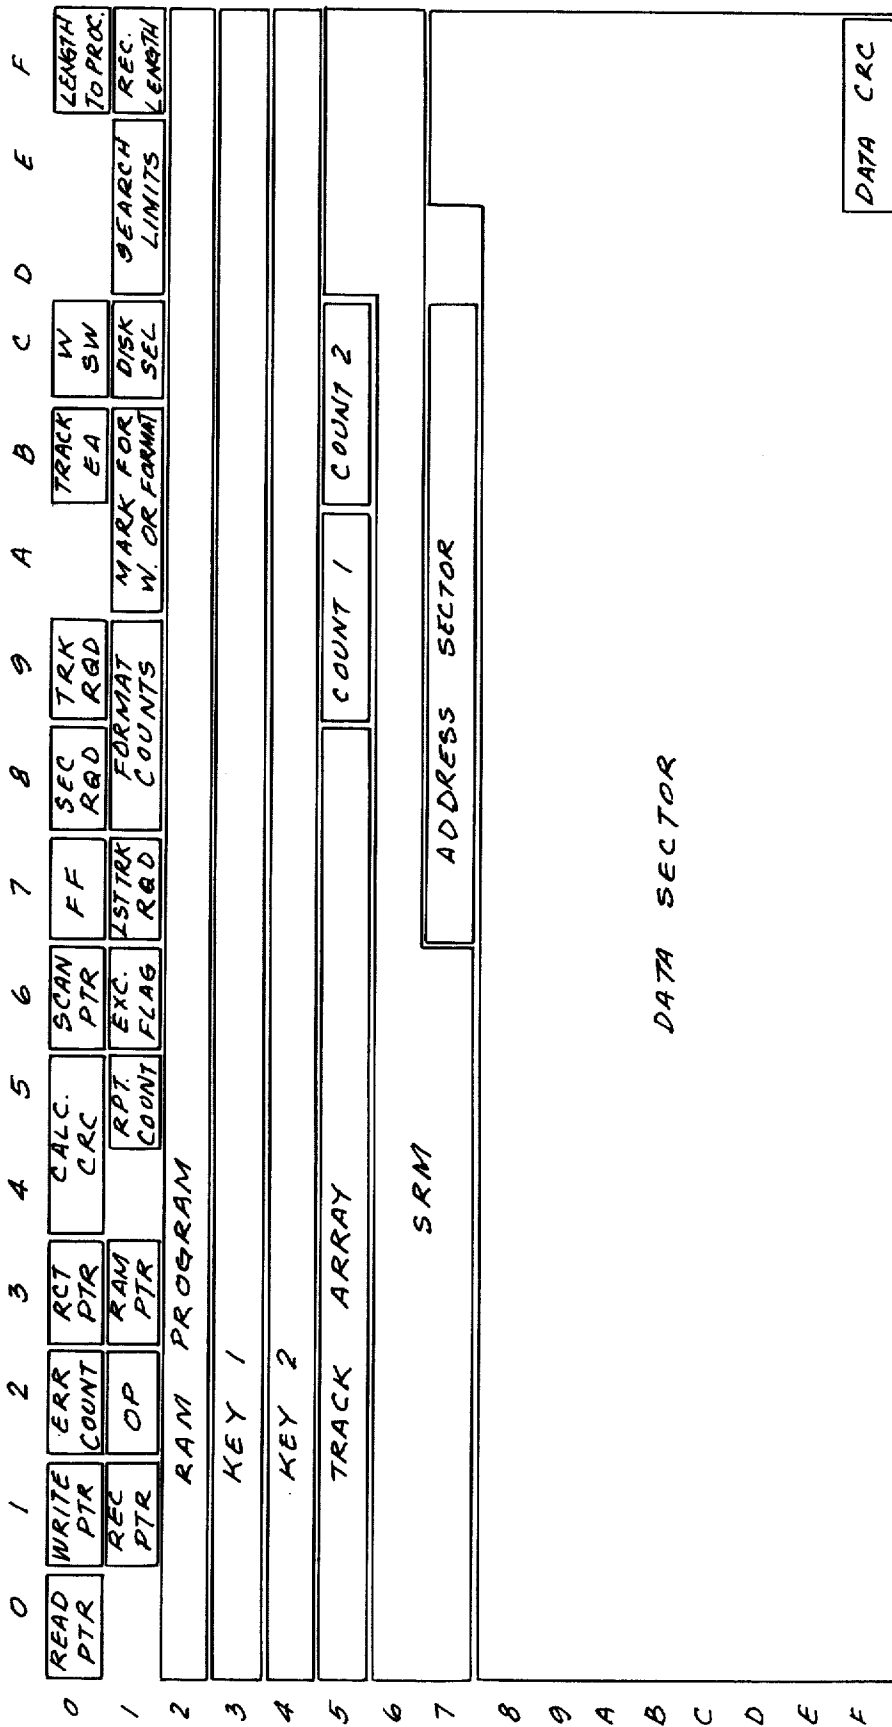 0 1 2 3 4 5 6 7 8 9 A B C D E F
0
READ
PTR
WRITE
PTR
ERR
COUNT
RCT
PTR
CALC.
CRC
SCAN
PTR
FF
SEC
RQD
TRK
RQD
TRACK
EA
W
SW
LENGTH
TO PROC.
1
REC
PTR
OP
RAM
PTR
RPT.
COUNT
EXC.
FLAG
LST TRK
RQD
FORMAT
COUNTS
MARK FOR
W. OR FORMAT
DISK
SEL
SEARCH
LIMITS
REC.
LENGTH
2
RAM PROGRAM
3
KEY 1
4
KEY 2
5
TRACK ARRAY
COUNT 1
COUNT 2
6
SRM
7
ADDRESS SECTOR
8
9
A
DATA SECTOR
B
C
D
E
F
DATA CRC